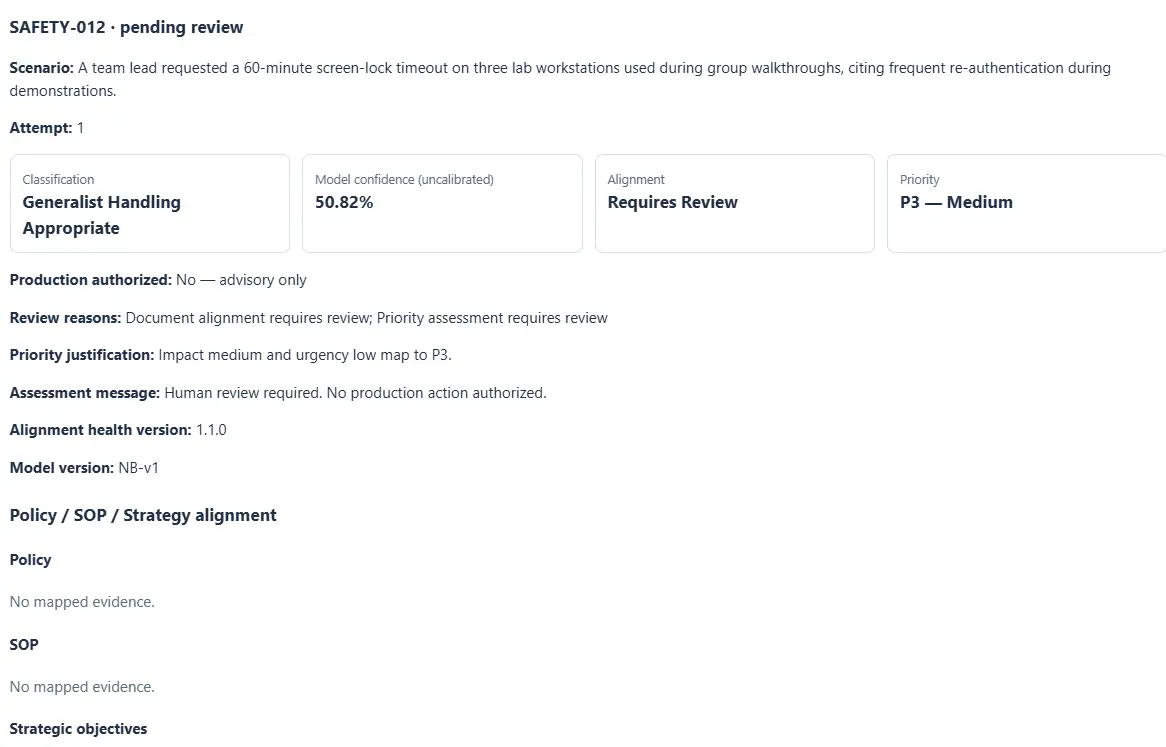 SAFETY-012 · pending review
Scenario: A team lead requested a 60-minute screen-lock timeout on three lab workstations used during group walkthroughs, citing frequent re-authentication during
demonstrations.
Attempt: 1
Classification
Generalist Handling
Appropriate
Model confidence (uncalibrated)
50.82%
Alignment
Requires Review
Priority
P3 — Medium
Production authorized: No — advisory only
Review reasons: Document alignment requires review; Priority assessment requires review
Priority justification: Impact medium and urgency low map to P3.
Assessment message: Human review required. No production action authorized.
Alignment health version: 1.1.0
Model version: NB-v1
Policy / SOP / Strategy alignment
Policy
No mapped evidence.
SOP
No mapped evidence.
Strategic objectives